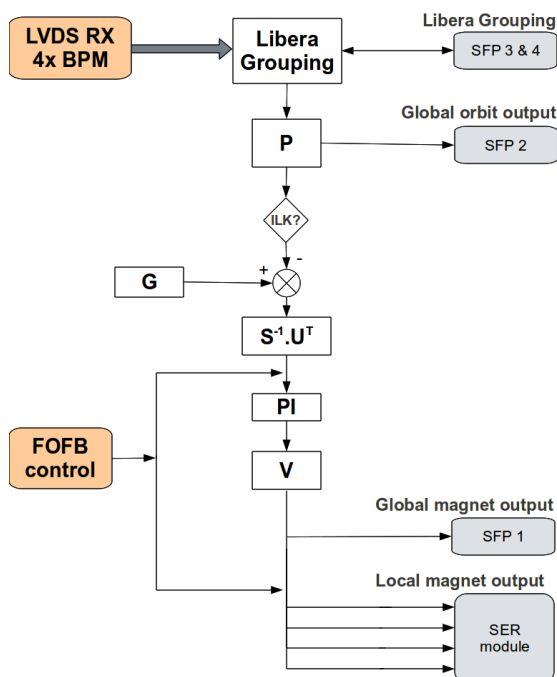 LVDS RX
4x BPM
Libera
Grouping
Libera Grouping
SFP 3 & 4
Global orbit output
P
SFP 2
ILK?
+
-
G
S⁻¹.Uᵀ
PI
FOFB
control
V
Global magnet output
SFP 1
Local magnet output
SER
module